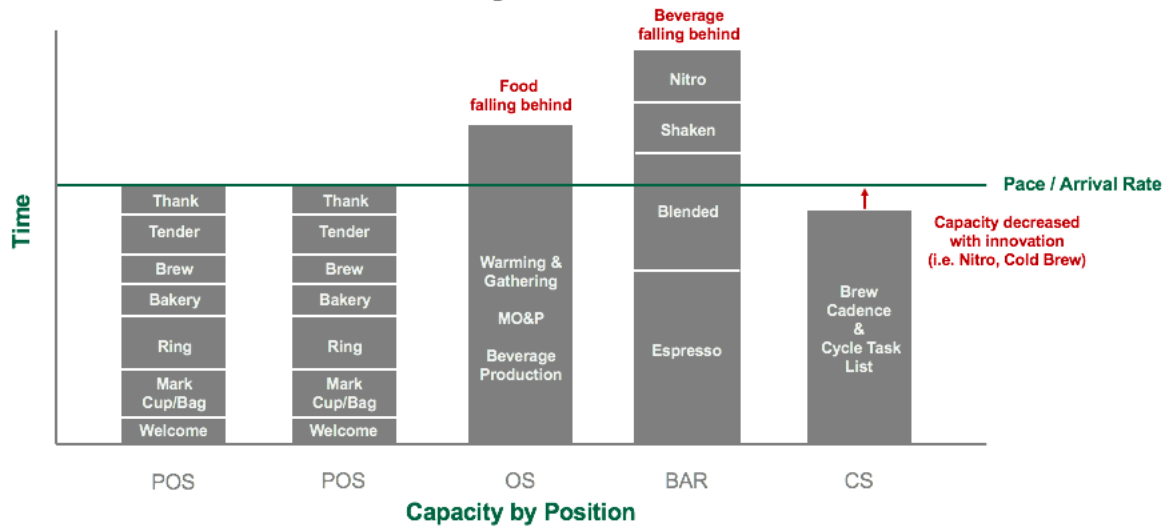 Beverage
falling behind
Food
falling behind
Nitro
Shaken
Blended
Espresso
Pace / Arrival Rate
Capacity decreased
with innovation
(i.e. Nitro, Cold Brew)
Time
Thank
Tender
Brew
Bakery
Ring
Mark
Cup/Bag
Welcome
Thank
Tender
Brew
Bakery
Ring
Mark
Cup/Bag
Welcome
Warming &
Gathering
MO&P
Beverage
Production
Brew
Cadence
&
Cycle Task
List
POS
POS
OS
BAR
CS
Capacity by Position